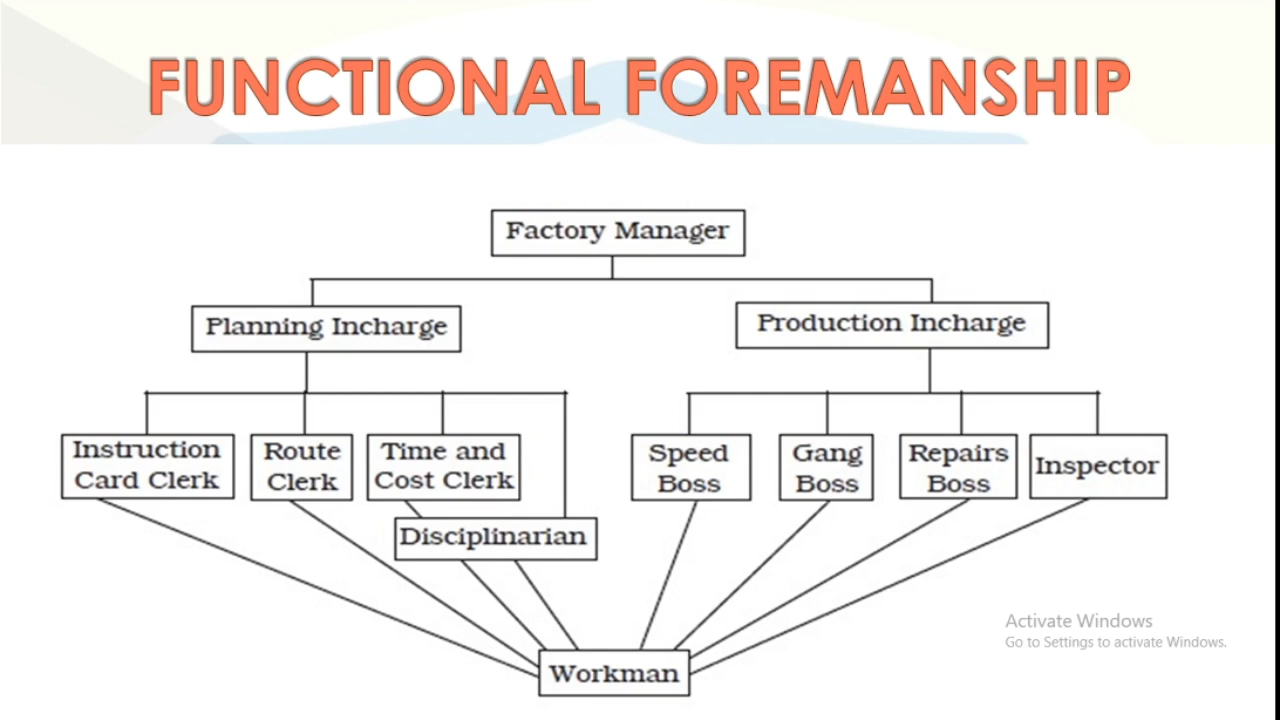 FUNCTIONAL FOREMANSHIP
Factory Manager
Planning Incharge
Production Incharge
Instruction
Card Clerk
Route
Clerk
Time and
Cost Clerk
Disciplinarian
Speed
Boss
Gang
Boss
Repairs
Boss
Inspector
Workman
Activate Windows
Go to Settings to activate Windows.